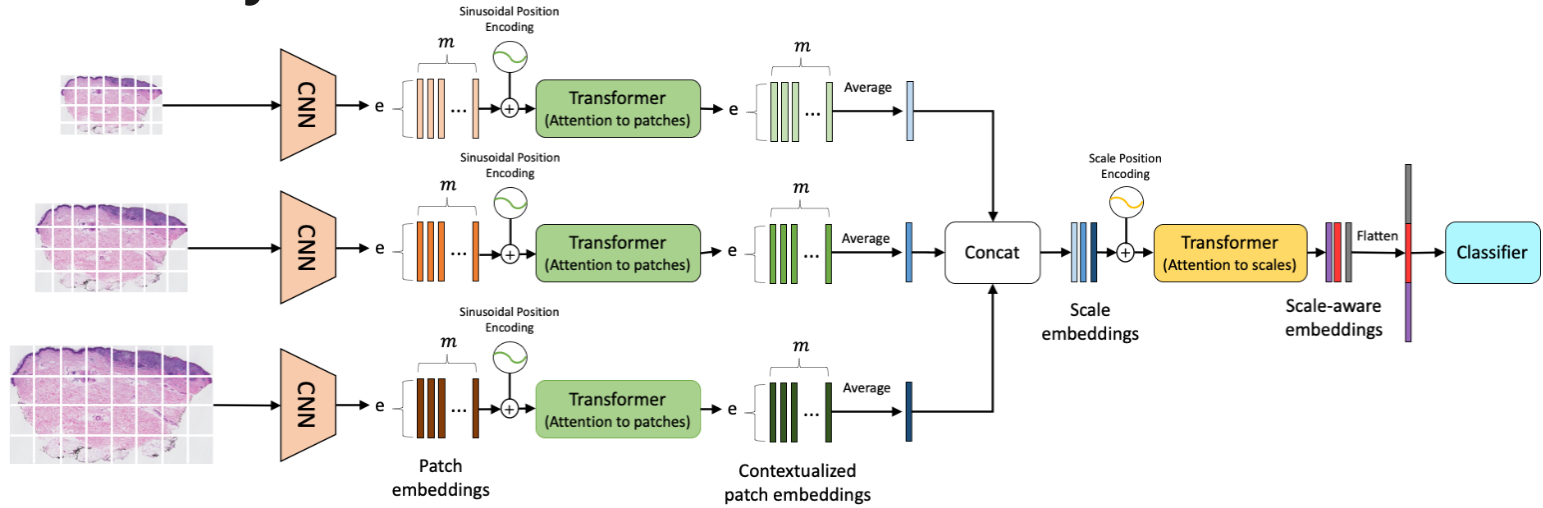 Sinusoidal Position
Encoding
m
CNN
e
...
+
Transformer
(Attention to patches)
e
m
...
Average
Sinusoidal Position
Encoding
m
CNN
e
...
+
Transformer
(Attention to patches)
e
m
...
Average
Concat
Scale Position
Encoding
+
Transformer
(Attention to scales)
Flatten
Classifier
Scale
embeddings
Scale-aware
embeddings
Sinusoidal Position
Encoding
m
CNN
e
...
+
Transformer
(Attention to patches)
e
m
...
Average
Patch
embeddings
Contextualized
patch embeddings